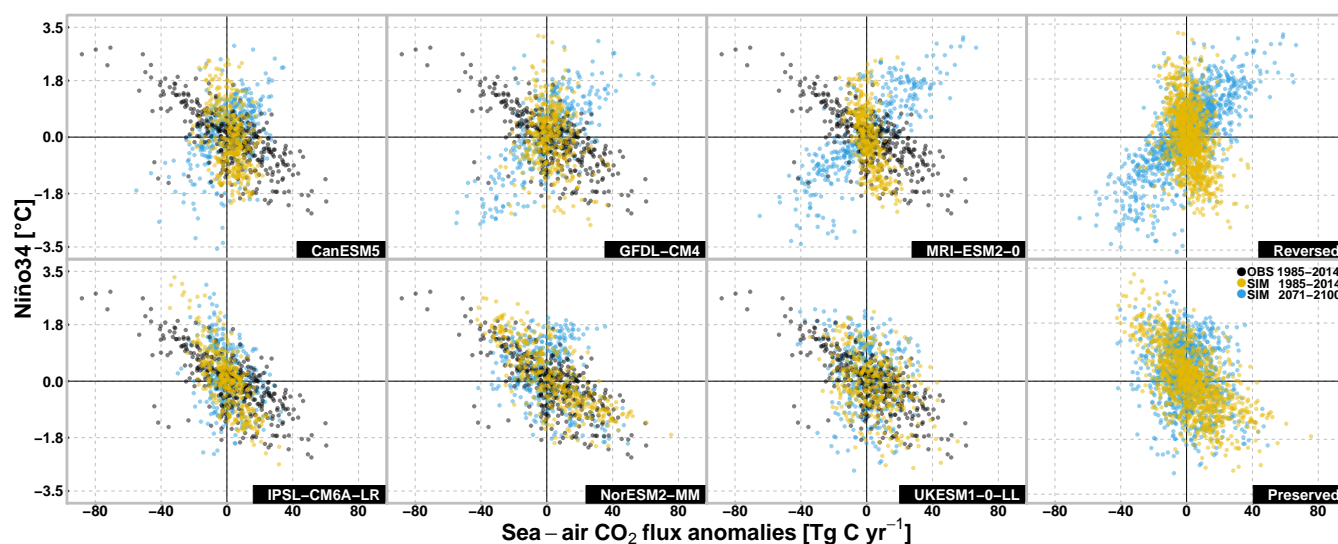 3.5
1.8
0.0
−1.8
−3.5
CanESM5
GFDL−CM4
MRI−ESM2−0
Reversed
Niño34 [°C]
3.5
1.8
0.0
−1.8
−3.5
OBS 1985−2014
SIM 1985−2014
SIM 2071−2100
IPSL−CM6A−LR
NorESM2−MM
UKESM1−0−LL
Preserved
−80 −40 0 40 80 −80 −40 0 40 80 −80 −40 0 40 80 −80 −40 0 40 80
Sea−air CO₂ flux anomalies [Tg C yr⁻¹]